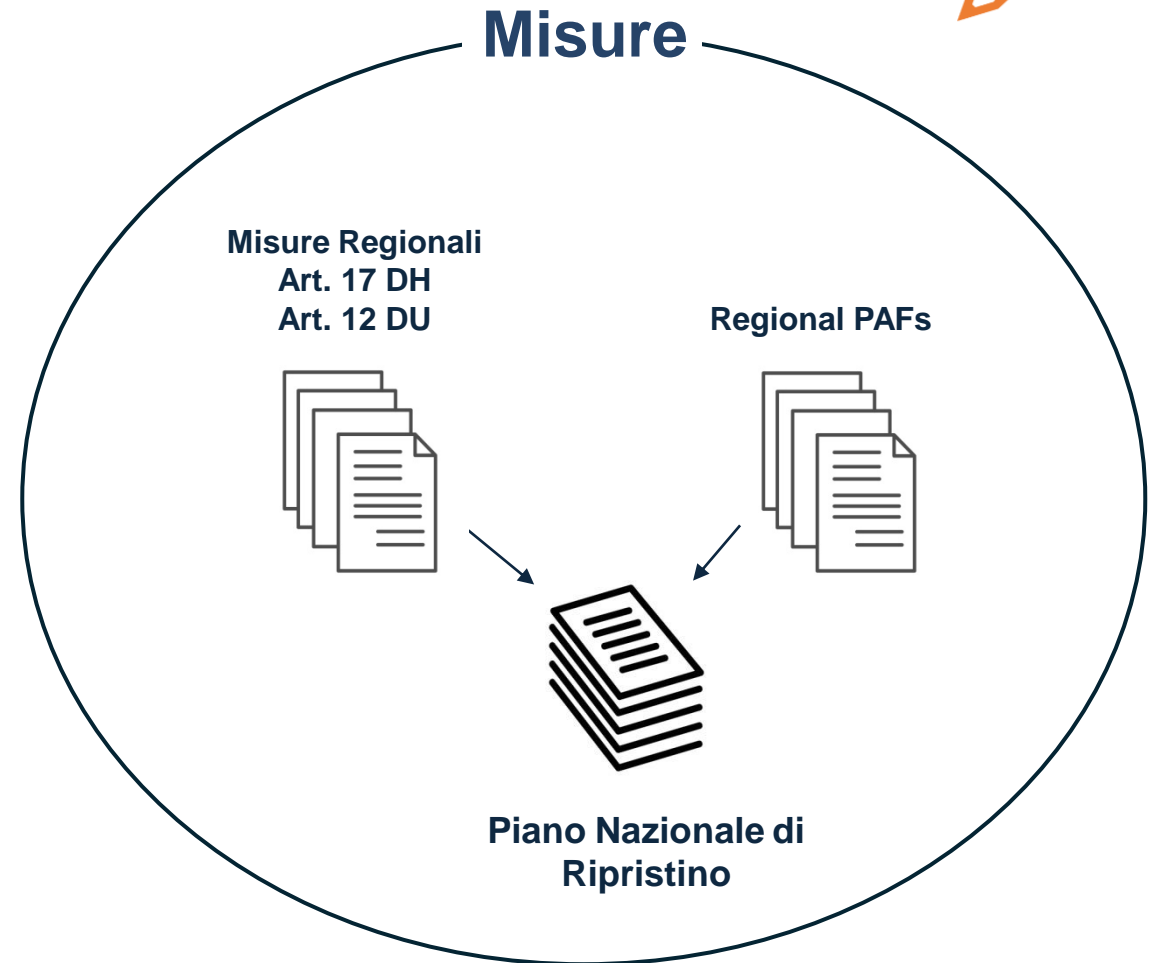 Misure
Misure Regionali
Art. 17 DH
Art. 12 DU
Regional PAFs
Piano Nazionale di
Ripristino